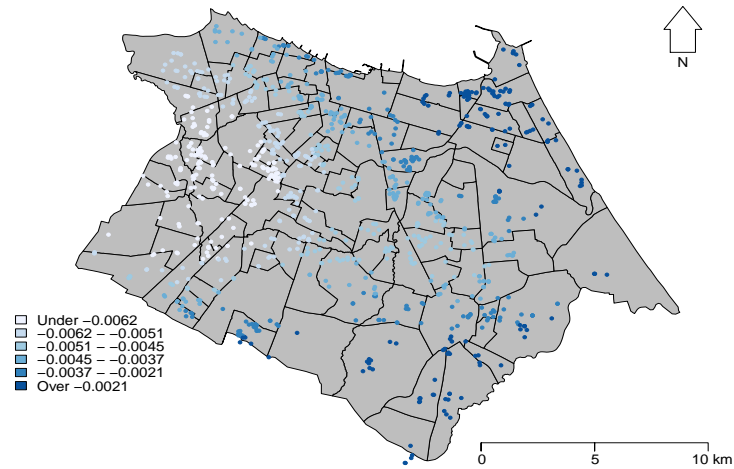 N
Under −0.0062
−0.0062 − −0.0051
−0.0051 − −0.0045
−0.0045 − −0.0037
−0.0037 − −0.0021
Over −0.0021
0 5 10 km